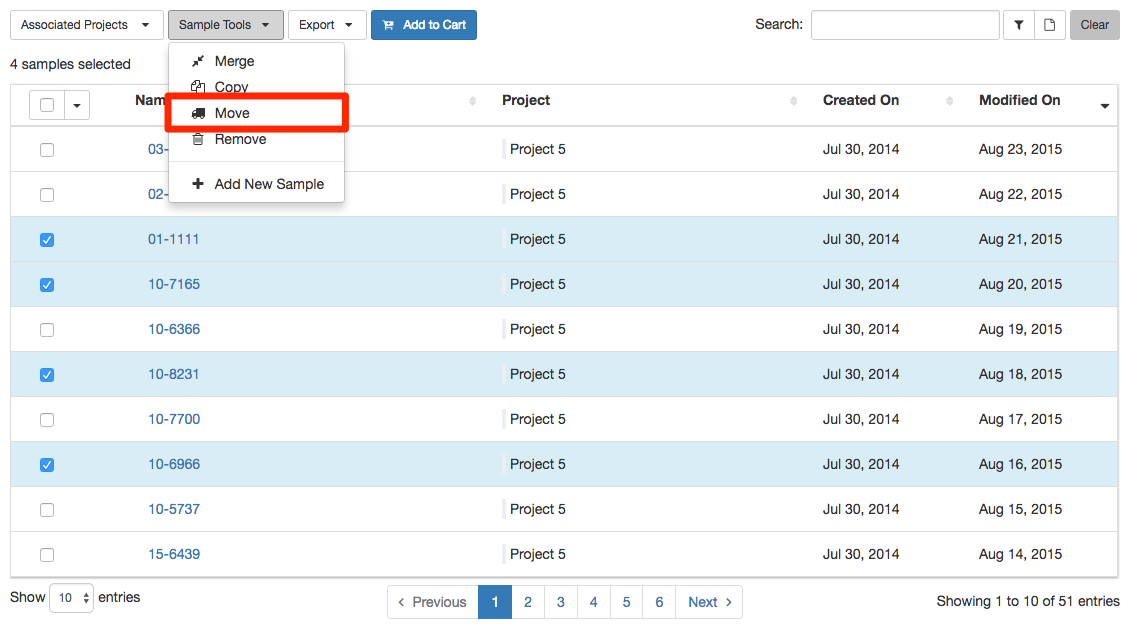 Associated Projects Sample Tools Export Add to Cart Search: Clear
4 samples selected
Merge
Copy
Move
Remove
Add New Sample
Project Created On Modified On
Project 5 Jul 30, 2014 Aug 23, 2015
Project 5 Jul 30, 2014 Aug 22, 2015
01-1111 Project 5 Jul 30, 2014 Aug 21, 2015
10-7165 Project 5 Jul 30, 2014 Aug 20, 2015
10-6366 Project 5 Jul 30, 2014 Aug 19, 2015
10-8231 Project 5 Jul 30, 2014 Aug 18, 2015
10-7700 Project 5 Jul 30, 2014 Aug 17, 2015
10-6966 Project 5 Jul 30, 2014 Aug 16, 2015
10-5737 Project 5 Jul 30, 2014 Aug 15, 2015
15-6439 Project 5 Jul 30, 2014 Aug 14, 2015
Show 10 entries Previous 1 2 3 4 5 6 Next Showing 1 to 10 of 51 entries